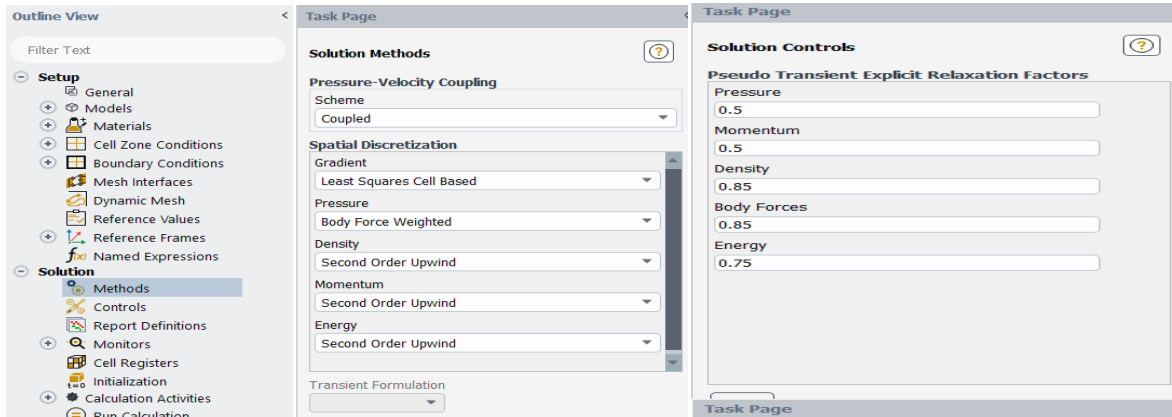 Outline View
<
Filter Text
Setup
General
Models
Materials
Cell Zone Conditions
Boundary Conditions
Mesh Interfaces
Dynamic Mesh
Reference Values
Reference Frames
f(x) Named Expressions
Solution
Methods
Controls
Report Definitions
Monitors
Cell Registers
t=0 Initialization
Calculation Activities
Run Calculation
Task Page
<
Solution Methods
?
Pressure-Velocity Coupling
Scheme
Coupled
Spatial Discretization
Gradient
Least Squares Cell Based
Pressure
Body Force Weighted
Density
Second Order Upwind
Momentum
Second Order Upwind
Energy
Second Order Upwind
Transient Formulation
Task Page
Solution Controls
?
Pseudo Transient Explicit Relaxation Factors
Pressure
0.5
Momentum
0.5
Density
0.85
Body Forces
0.85
Energy
0.75
Task Page